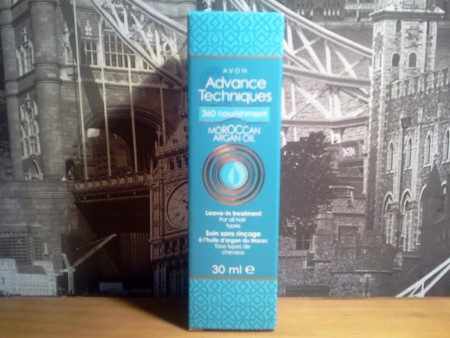 AVON
Advance
Techniques
360 nourishment
MOROCCAN
ARGAN OIL
Leave-in treatment
For all hair
types
Soin sans rinçage
à l'huile d'argan du Maroc
Tous types de
cheveux
30 ml e